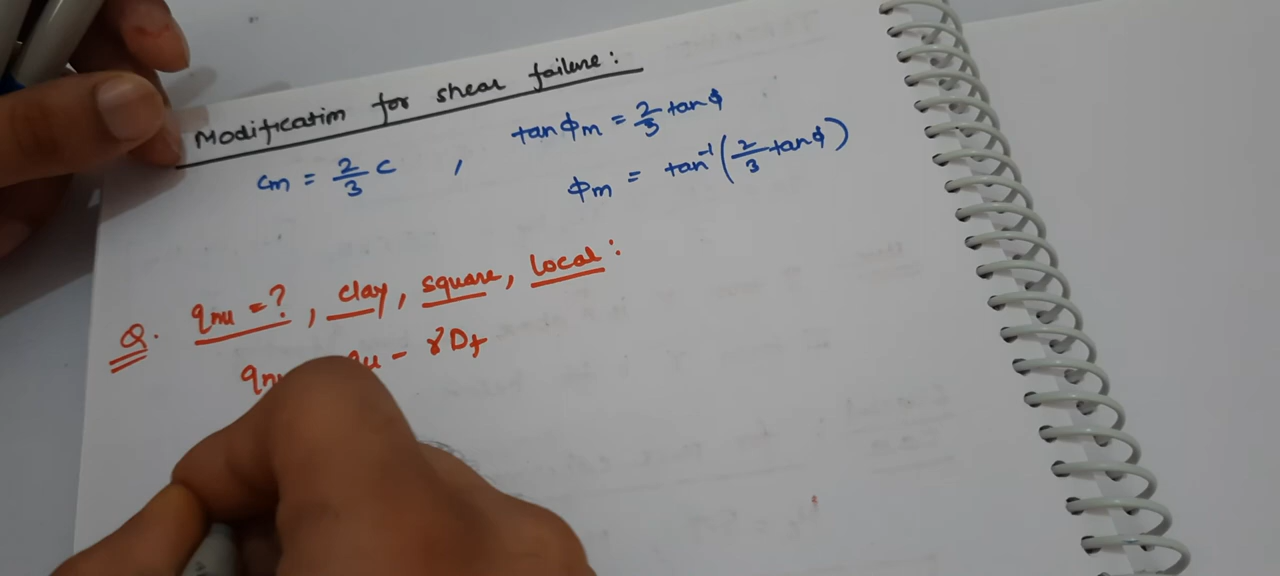 Modification for shear failure:
cm = 2/3 c , tan ϕm = 2/3 tan ϕ
ϕm = tan⁻¹(2/3 tan ϕ)
Q. qnu = ? , clay, square, local:
qnu - γDf